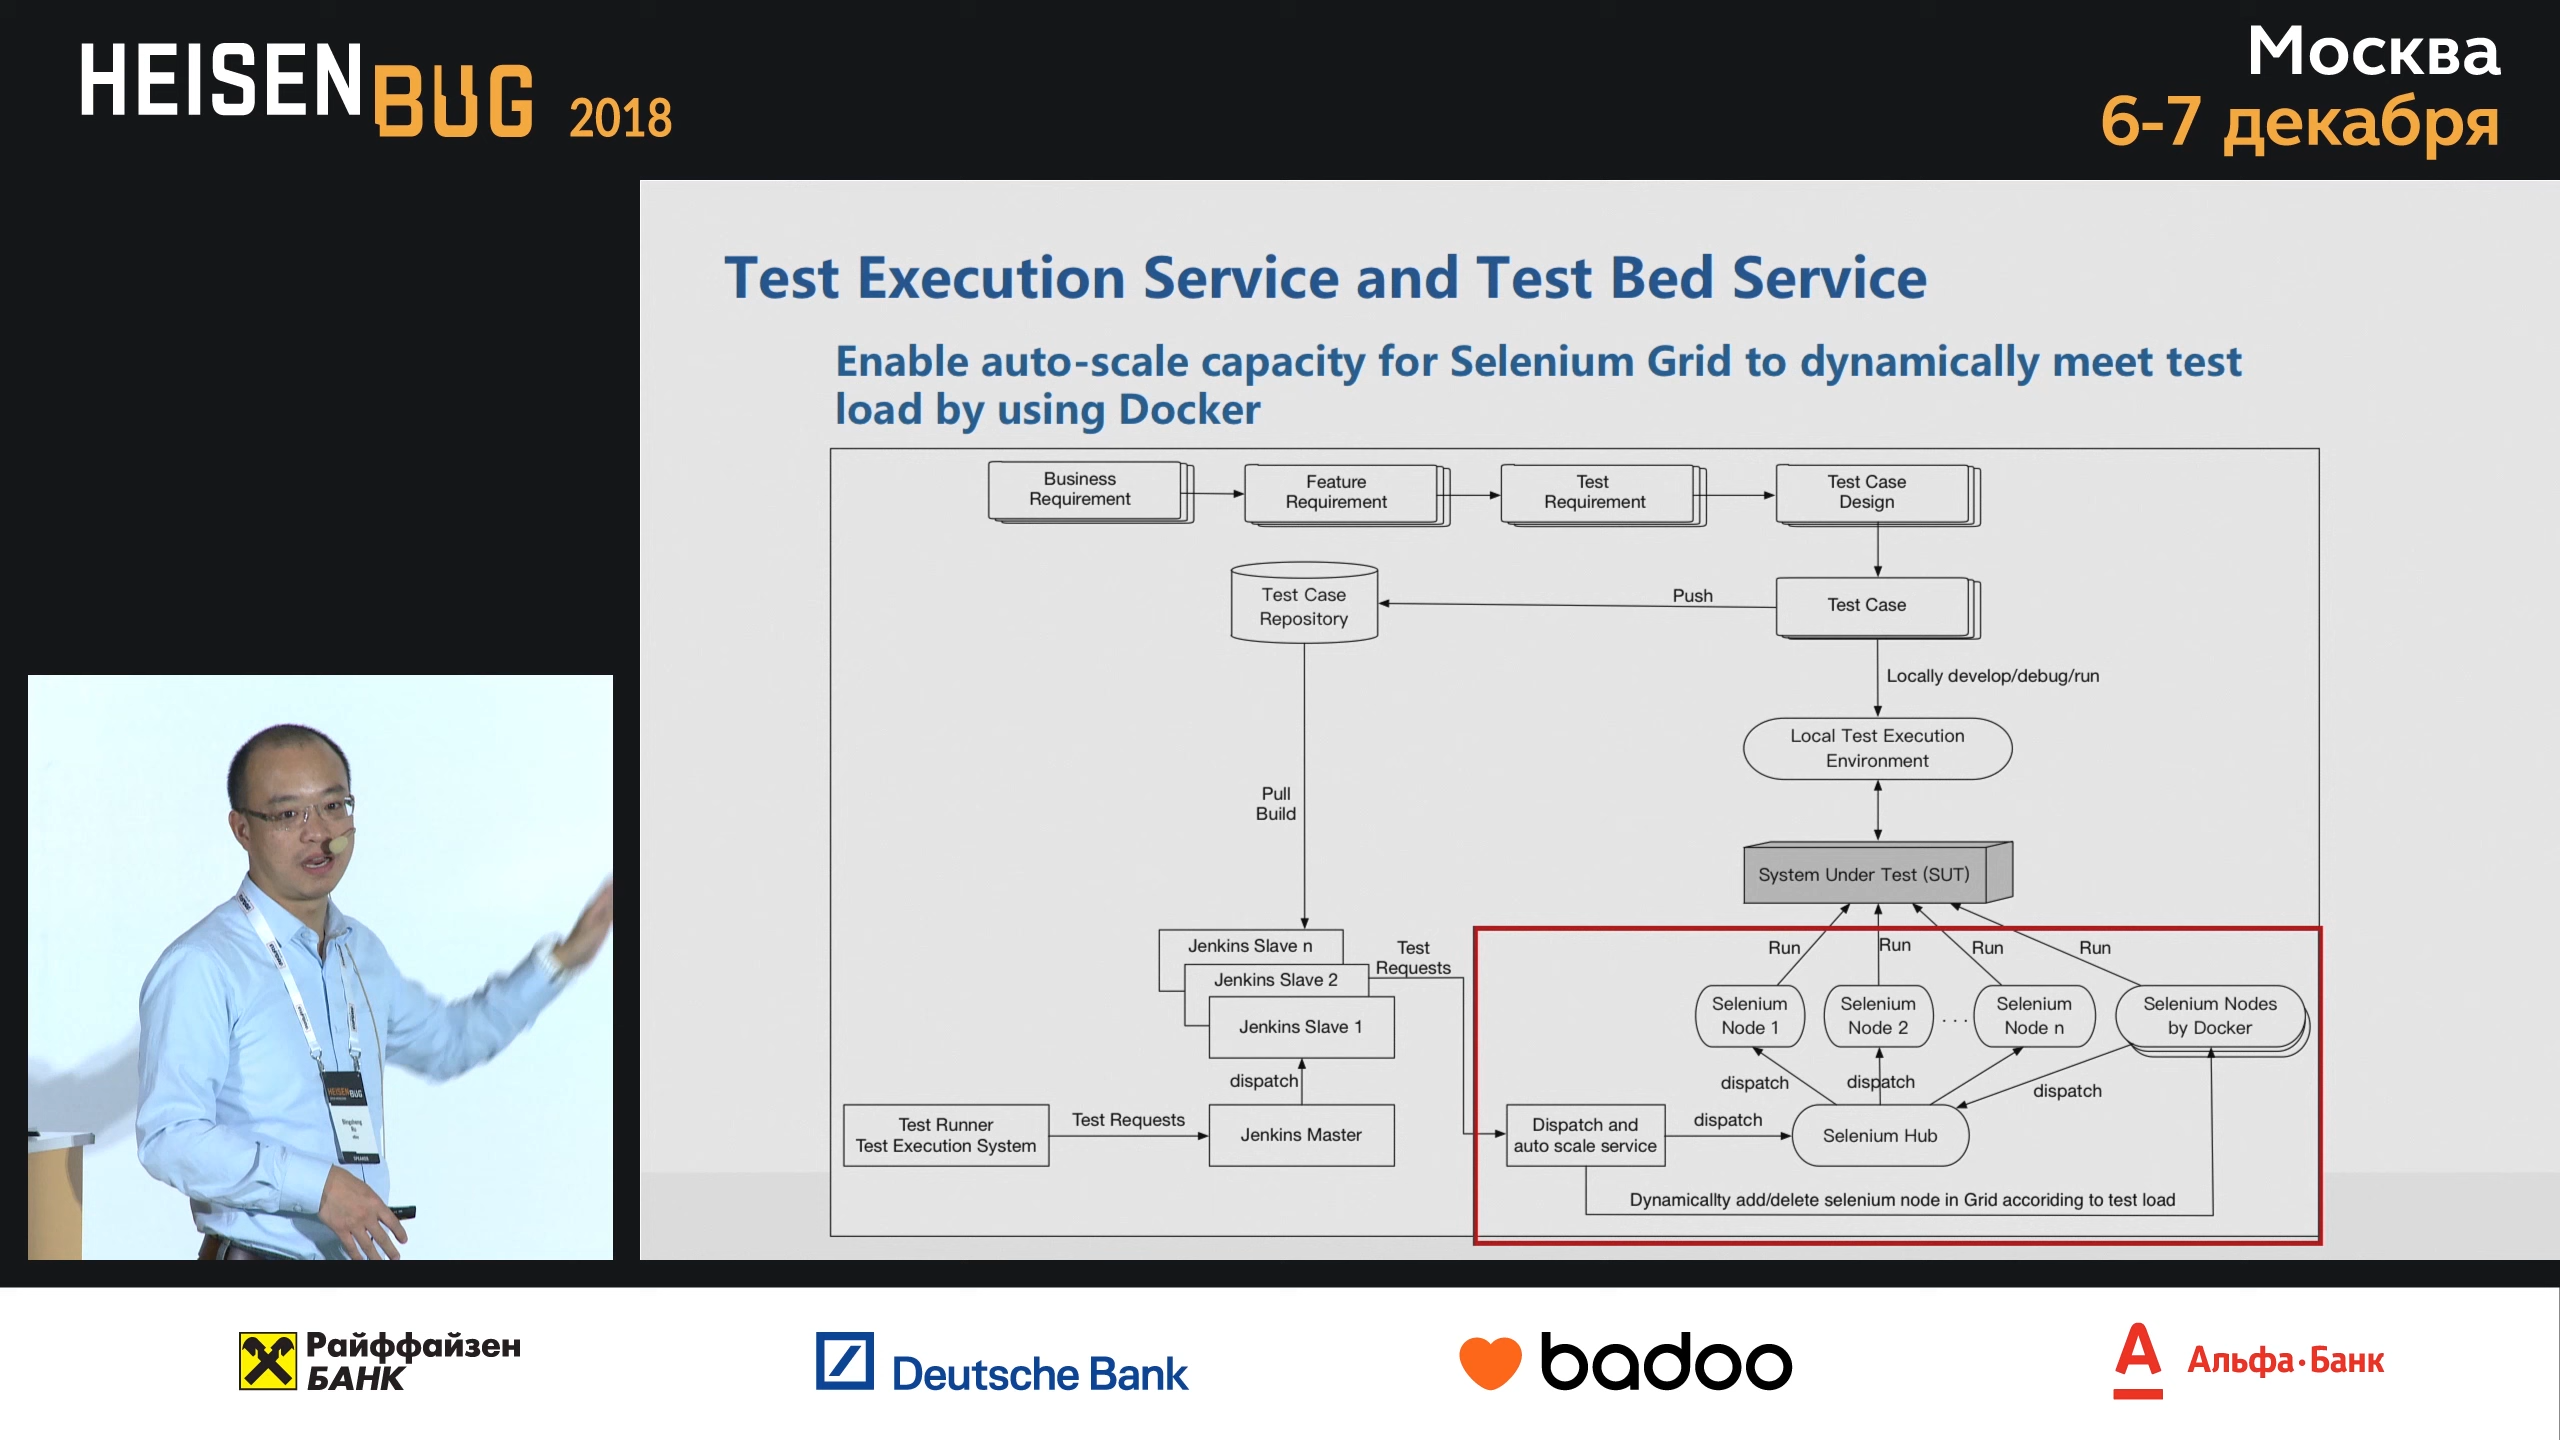 HEISENBUG 2018
Москва
6-7 декабря
Test Execution Service and Test Bed Service
Enable auto-scale capacity for Selenium Grid to dynamically meet test
load by using Docker
Business
Requirement
Feature
Requirement
Test
Requirement
Test Case
Design
Test Case
Repository
Push
Test Case
Locally develop/debug/run
Local Test Execution
Environment
Pull
Build
System Under Test (SUT)
Jenkins Slave n
Jenkins Slave 2
Jenkins Slave 1
Test
Requests
Run
Run
Run
Run
Selenium
Node 1
Selenium
Node 2
. . .
Selenium
Node n
Selenium Nodes
by Docker
dispatch
dispatch
dispatch
dispatch
Test Runner
Test Execution System
Test Requests
Jenkins Master
Dispatch and
auto scale service
dispatch
Selenium Hub
Dynamicallty add/delete selenium node in Grid accoriding to test load
HEISENBUG
SPEAKER
Райффайзен
БАНК
Deutsche Bank
badoo
Альфа·Банк